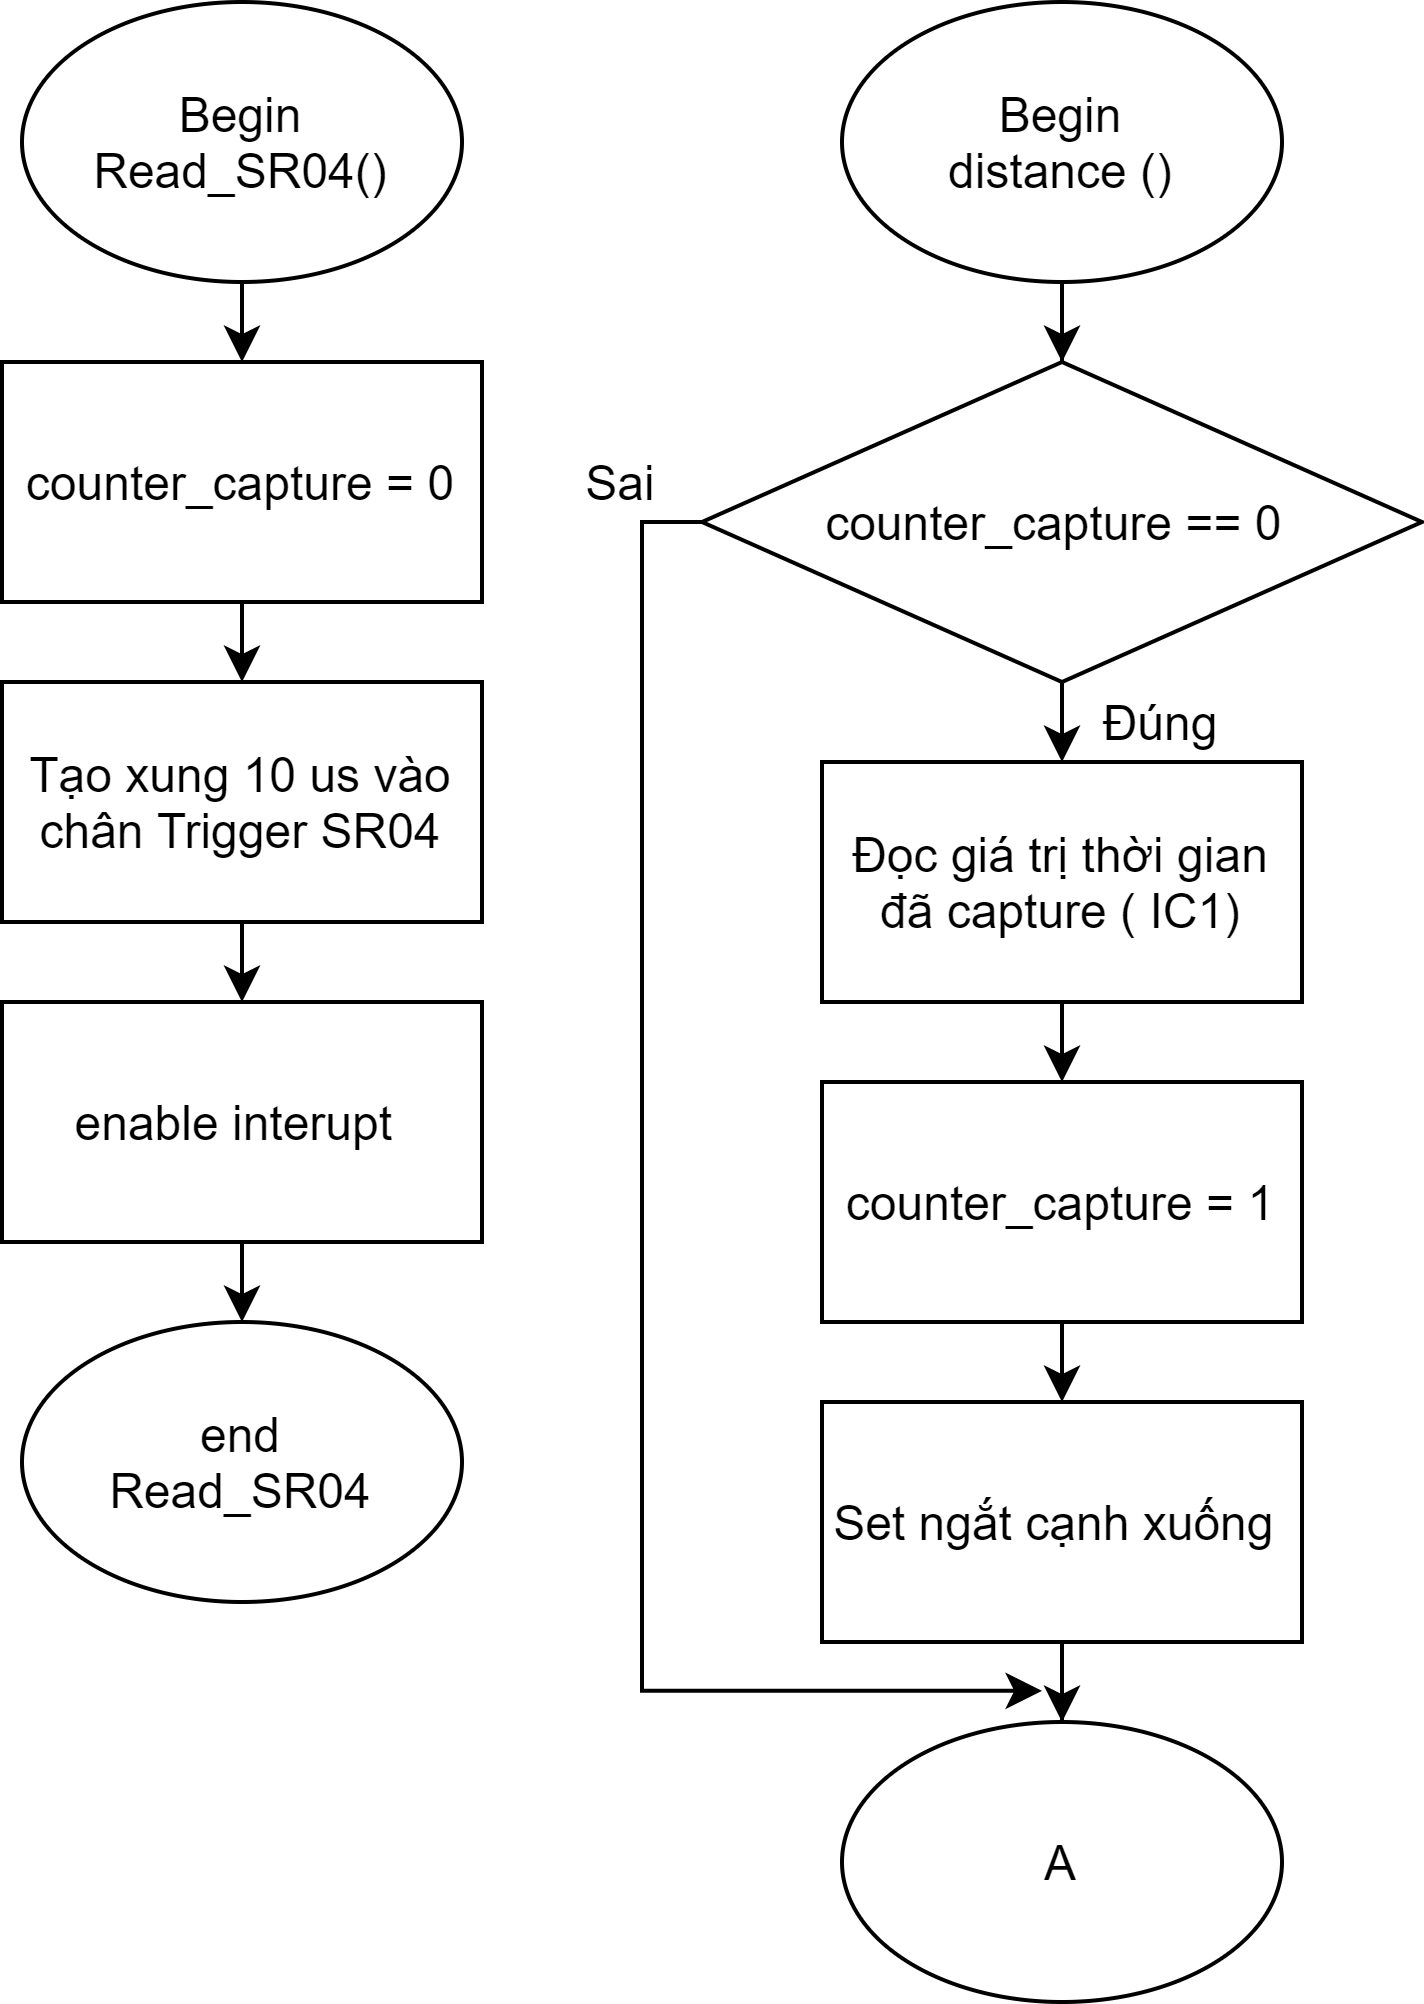 Begin
Read_SR04()
counter_capture = 0
Tạo xung 10 us vào
chân Trigger SR04
enable interupt
end
Read_SR04
Begin
distance ()
counter_capture == 0
Sai
Đúng
Đọc giá trị thời gian
đã capture ( IC1)
counter_capture = 1
Set ngắt cạnh xuống
A